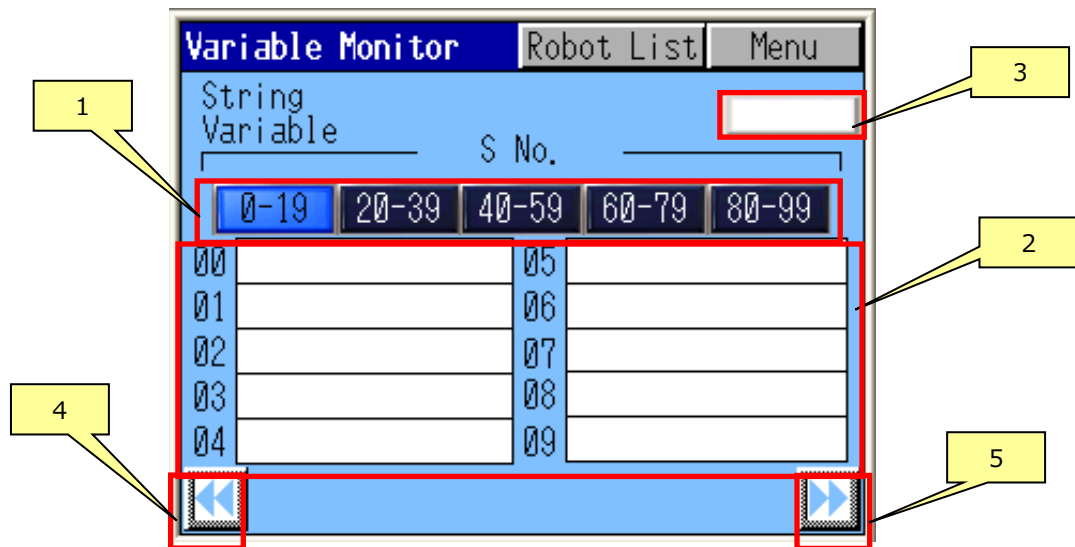 Variable Monitor Robot List Menu
3
String
Variable
1
S No.
0-19 20-39 40-59 60-79 80-99
2
00 05
01 06
02 07
03 08
4
04 09
5